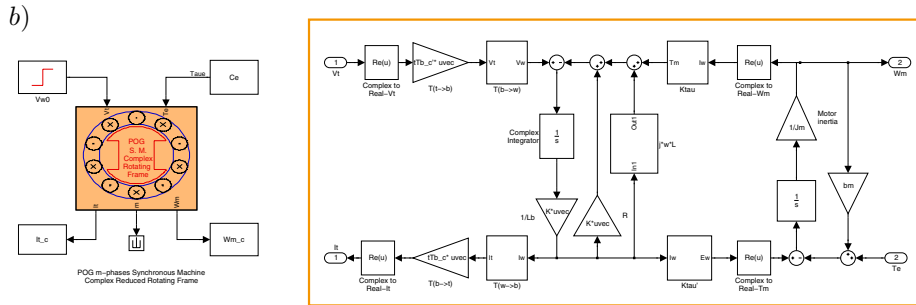 b)
Vw0
Taue
Ce
Vt
Te
POG
S. M.
Complex
Rotating
Frame
It
E
Wm
It_c
Wm_c
POG m-phases Synchronous Machine
Complex Reduced Rotating Frame
1
Vt
Re(u)
Complex to
Real-Vt
tTb_c'* uvec
T(t->b)
Vt
Vw
T(b->w)
Tm
Iw
Ktau
Re(u)
Complex to
Real-Wm
2
Wm
Complex
Integrator
1
s
Out1
In1
j*w*L
1/Jm
Motor
inertia
K*uvec
1/Lb
K*uvec
R
1
s
bm
It
1
Re(u)
Complex to
Real-It
tTb_c* uvec
T(b->t)
It
Iw
T(w->b)
Iw
Ew
Ktau'
Re(u)
Complex to
Real-Tm
2
Te